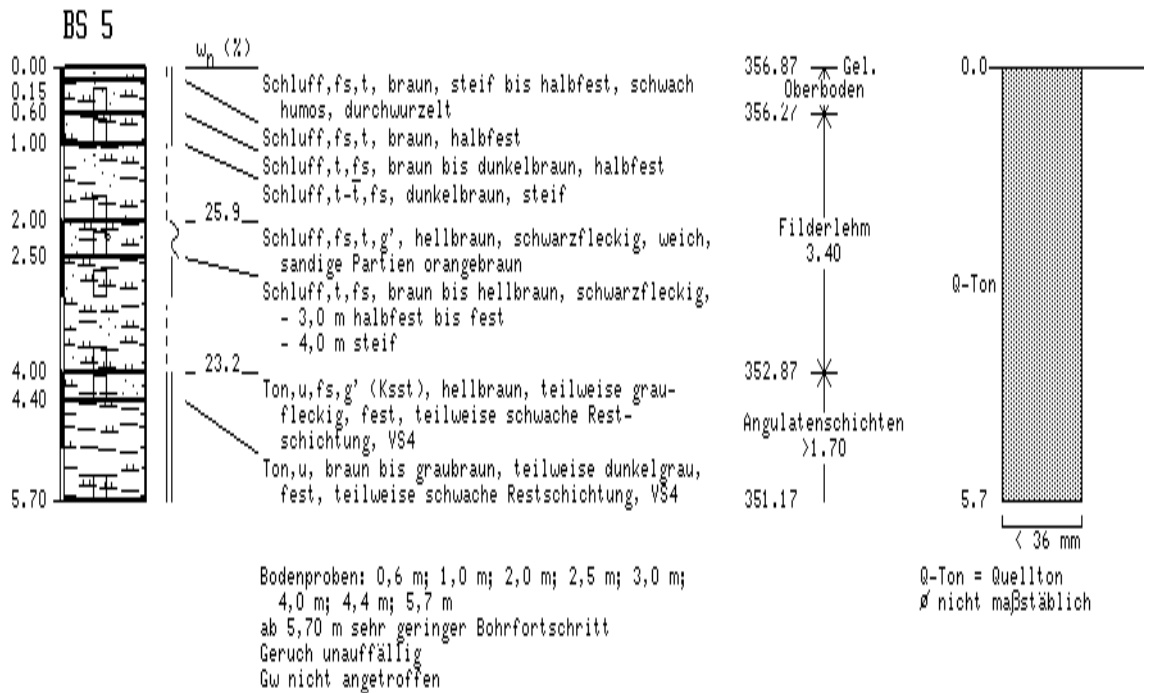 BS 5
w_n (%)
0.00
0.15
0.60
1.00
2.00
2.50
4.00
4.40
5.70
25.9
23.2
Schluff,fs,t, braun, steif bis halbfest, schwach
humos, durchwurzelt
Schluff,fs,t, braun, halbfest
Schluff,t,fs, braun bis dunkelbraun, halbfest
Schluff,t-t̅,fs, dunkelbraun, steif
Schluff,fs,t,g', hellbraun, schwarzfleckig, weich,
sandige Partien orangebraun
Schluff,t,fs, braun bis hellbraun, schwarzfleckig,
- 3,0 m halbfest bis fest
- 4,0 m steif
Ton,u,fs,g' (Ksst), hellbraun, teilweise grau-
fleckig, fest, teilweise schwache Rest-
schichtung, VS4
Ton,u, braun bis graubraun, teilweise dunkelgrau,
fest, teilweise schwache Restschichtung, VS4
356.87 Gel.
Oberboden
356.27
Filderlehm
3.40
352.87
Angulatenschichten
>1.70
351.17
0.0
Q-Ton
5.7
< 36 mm
Bodenproben: 0,6 m; 1,0 m; 2,0 m; 2,5 m; 3,0 m;
4,0 m; 4,4 m; 5,7 m
ab 5,70 m sehr geringer Bohrfortschritt
Geruch unauffällig
Gw nicht angetroffen
Q-Ton = Quellton
ø nicht maßstäblich